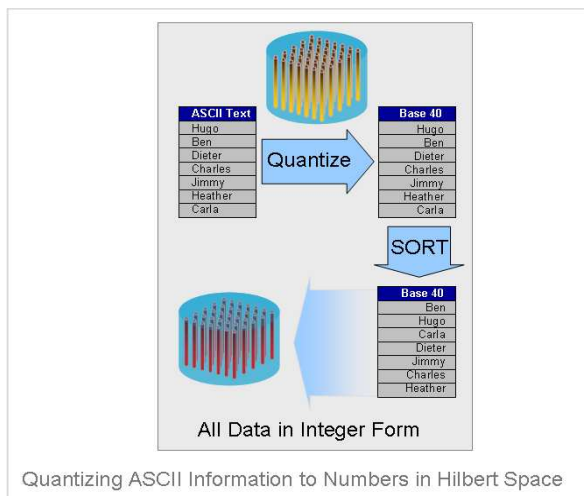 ASCII Text
Hugo
Ben
Dieter
Charles
Jimmy
Heather
Carla
Quantize
Base 40
Hugo
Ben
Dieter
Charles
Jimmy
Heather
Carla
SORT
Base 40
Ben
Hugo
Carla
Dieter
Jimmy
Charles
Heather
All Data in Integer Form
Quantizing ASCII Information to Numbers in Hilbert Space